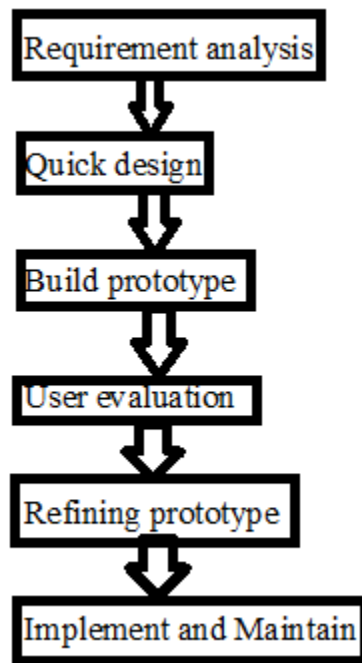 Requirement analysis
Quick design
Build prototype
User evaluation
Refining prototype
Implement and Maintain